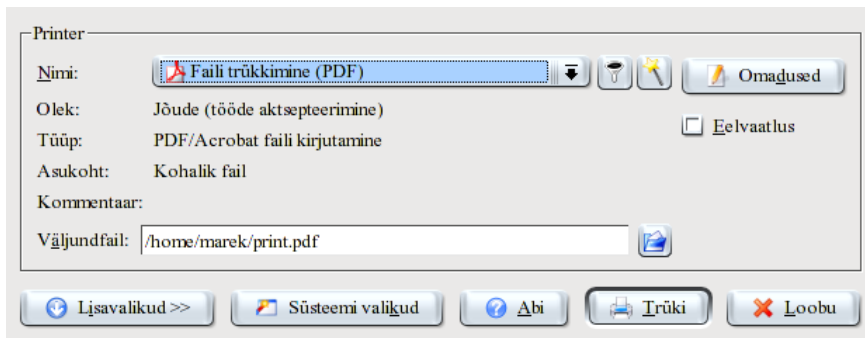 Printer
Nimi: Faili trükkimine (PDF) Omadused
Olek: Jõude (tööde aktsepteerimine)
Eelvaatlus
Tüüp: PDF/Acrobat faili kirjutamine
Asukoht: Kohalik fail
Kommentaar:
Väljundfail: /home/marek/print.pdf
Lisavalikud >> Süsteemi valikud Abi Trüki Loobu